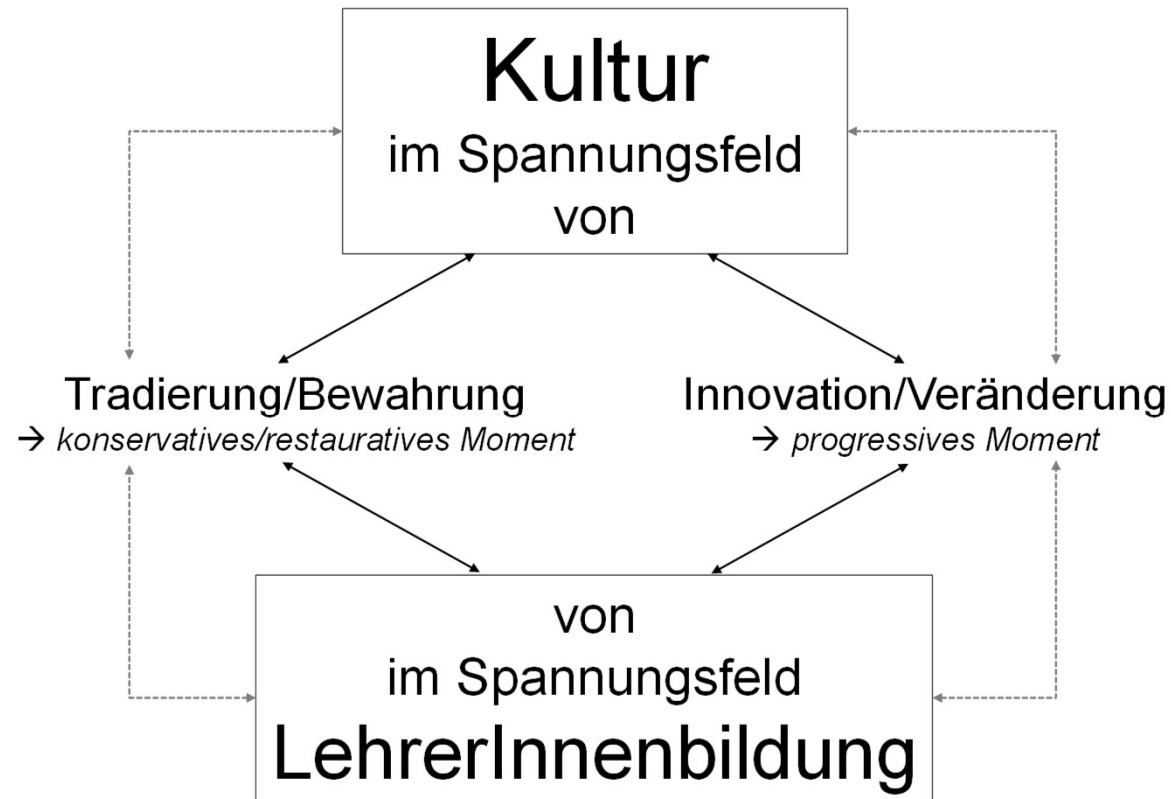 Kultur
im Spannungsfeld
von
Tradierung/Bewahrung
→ konservatives/restauratives Moment
Innovation/Veränderung
→ progressives Moment
von
im Spannungsfeld
LehrerInnenbildung